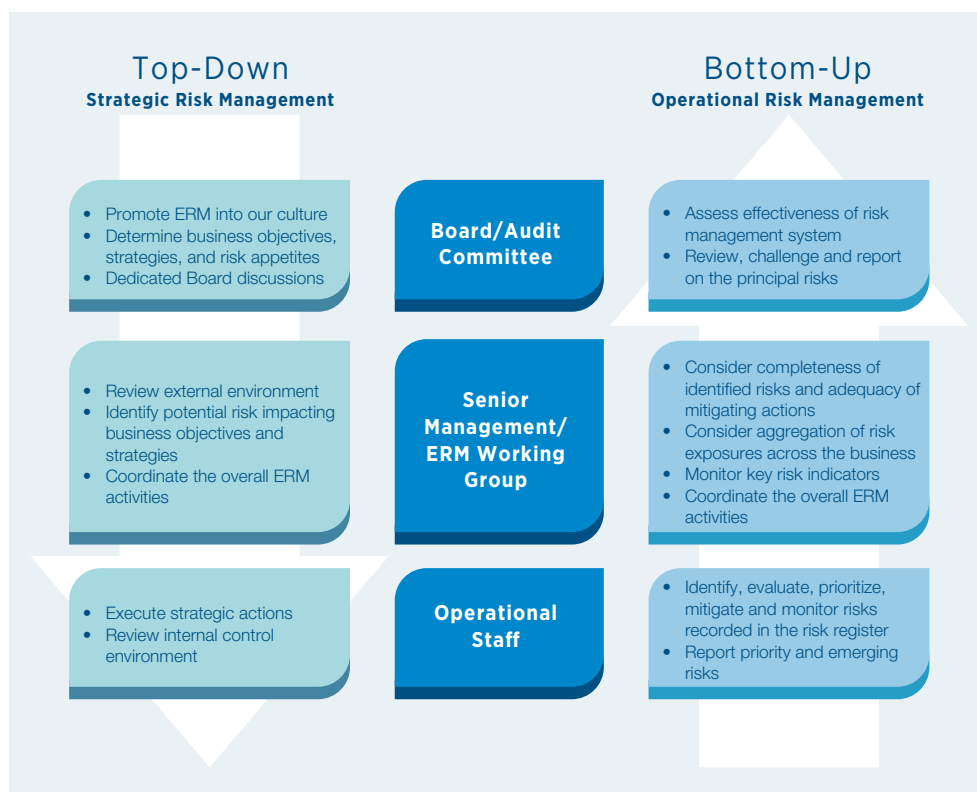 Top-Down
Strategic Risk Management
Bottom-Up
Operational Risk Management
• Promote ERM into our culture
• Determine business objectives,
strategies, and risk appetites
• Dedicated Board discussions
Board/Audit
Committee
• Assess effectiveness of risk
management system
• Review, challenge and report
on the principal risks
• Review external environment
• Identify potential risk impacting
business objectives and
strategies
• Coordinate the overall ERM
activities
Senior
Management/
ERM Working
Group
• Consider completeness of
identified risks and adequacy of
mitigating actions
• Consider aggregation of risk
exposures across the business
• Monitor key risk indicators
• Coordinate the overall ERM
activities
• Execute strategic actions
• Review internal control
environment
Operational
Staff
• Identify, evaluate, prioritize,
mitigate and monitor risks
recorded in the risk register
• Report priority and emerging
risks